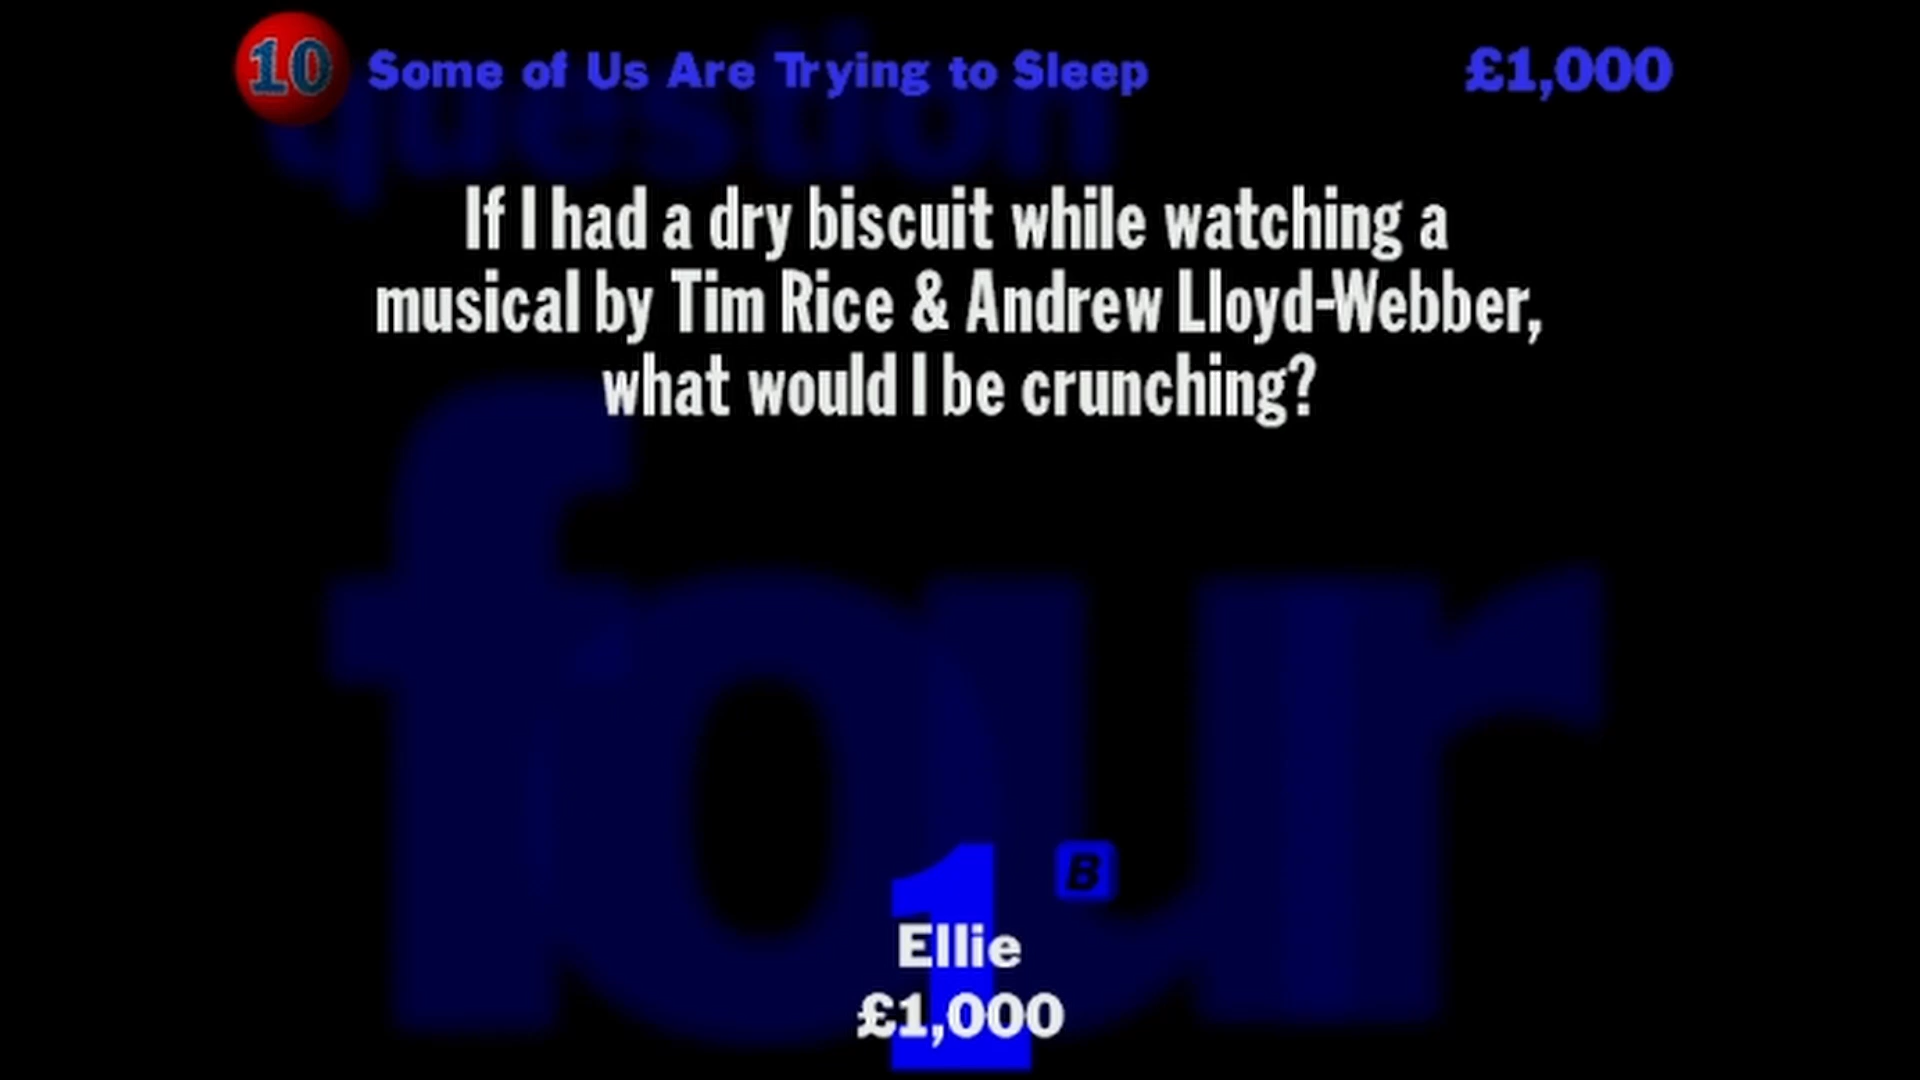 10 Some of Us Are Trying to Sleep £1,000
question
If I had a dry biscuit while watching a
musical by Tim Rice & Andrew Lloyd-Webber,
what would I be crunching?
four
1 B
Ellie
£1,000